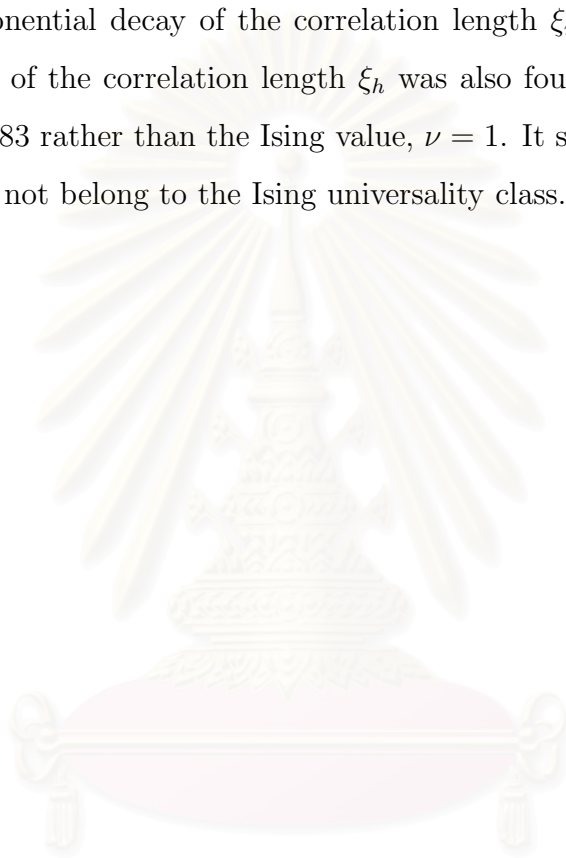 onential decay of the correlation length ξ
of the correlation length ξₕ was also fou
83 rather than the Ising value, ν = 1. It s
not belong to the Ising universality class.